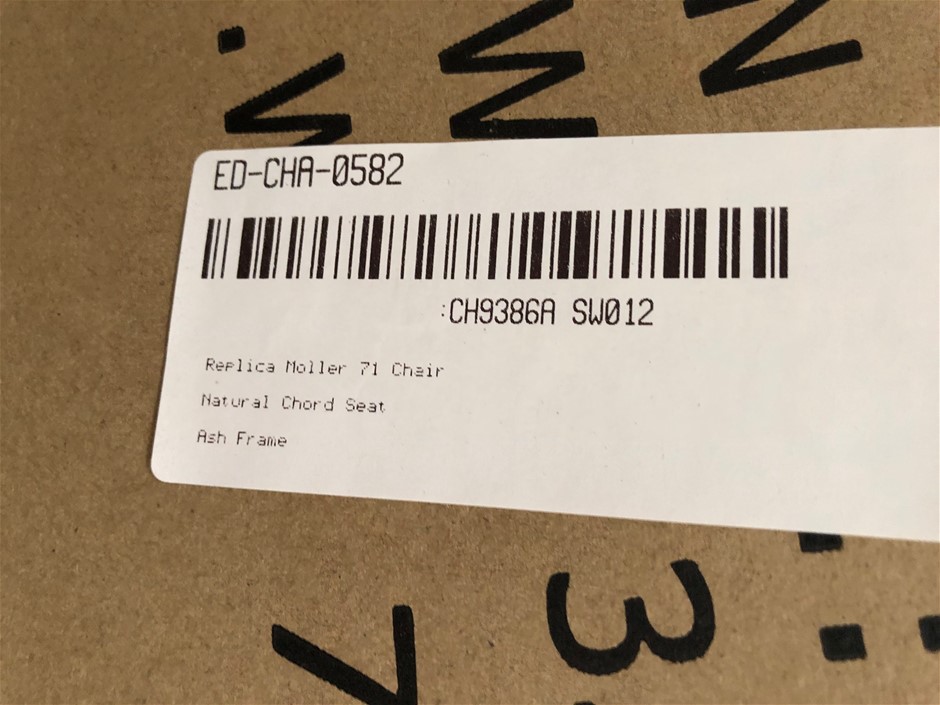 ED-CHA-0582
:CH9386A SW012
Replica Moller 71 Chair
Natural Chord Seat
Ash Frame